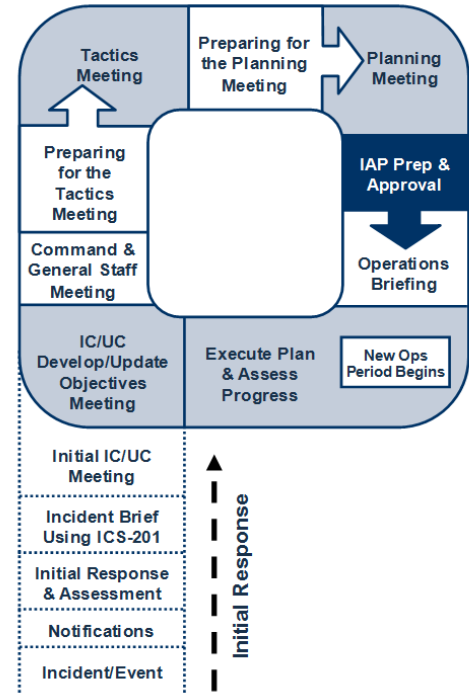 Tactics
Meeting
Preparing for
the Planning
Meeting
Planning
Meeting
Preparing
for the
Tactics
Meeting
IAP Prep &
Approval
Command &
General Staff
Meeting
Operations
Briefing
IC/UC
Develop/Update
Objectives
Meeting
Execute Plan
& Assess
Progress
New Ops
Period Begins
Initial IC/UC
Meeting
Incident Brief
Using ICS-201
Initial Response
& Assessment
Notifications
Incident/Event
Initial Response